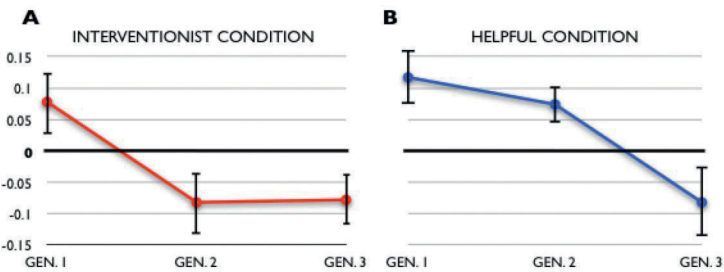 A
INTERVENTIONIST CONDITION
0.15
0.1
0.05
0
-0.05
-0.1
-0.15
GEN. 1 GEN. 2 GEN. 3
B
HELPFUL CONDITION
GEN. 1 GEN. 2 GEN. 3